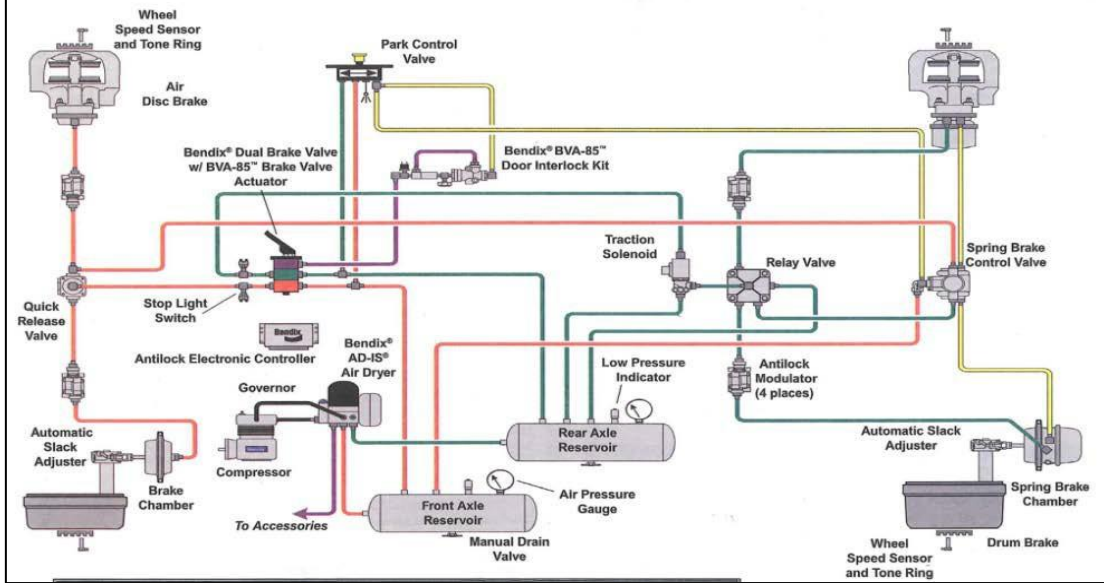 Wheel
Speed Sensor
and Tone Ring
Air
Disc Brake
Park Control
Valve
Bendix® Dual Brake Valve
w/ BVA-85™ Brake Valve
Actuator
Bendix® BVA-85™
Door Interlock Kit
Traction
Solenoid
Relay Valve
Spring Brake
Control Valve
Quick
Release
Valve
Stop Light
Switch
Bendix
Antilock Electronic Controller
Bendix®
AD-IS®
Air Dryer
Governor
Low Pressure
Indicator
Antilock
Modulator
(4 places)
Automatic
Slack
Adjuster
Compressor
Brake
Chamber
Rear Axle
Reservoir
Automatic Slack
Adjuster
Spring Brake
Chamber
To Accessories
Front Axle
Reservoir
Air Pressure
Gauge
Manual Drain
Valve
Wheel
Speed Sensor
and Tone Ring
Drum Brake